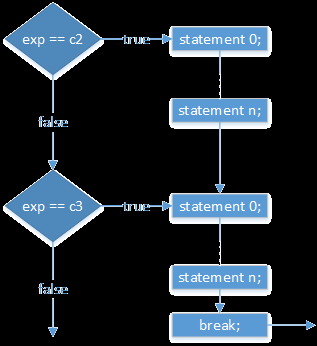 exp == c2
true
statement 0;
statement n;
false
exp == c3
true
statement 0;
statement n;
false
break;